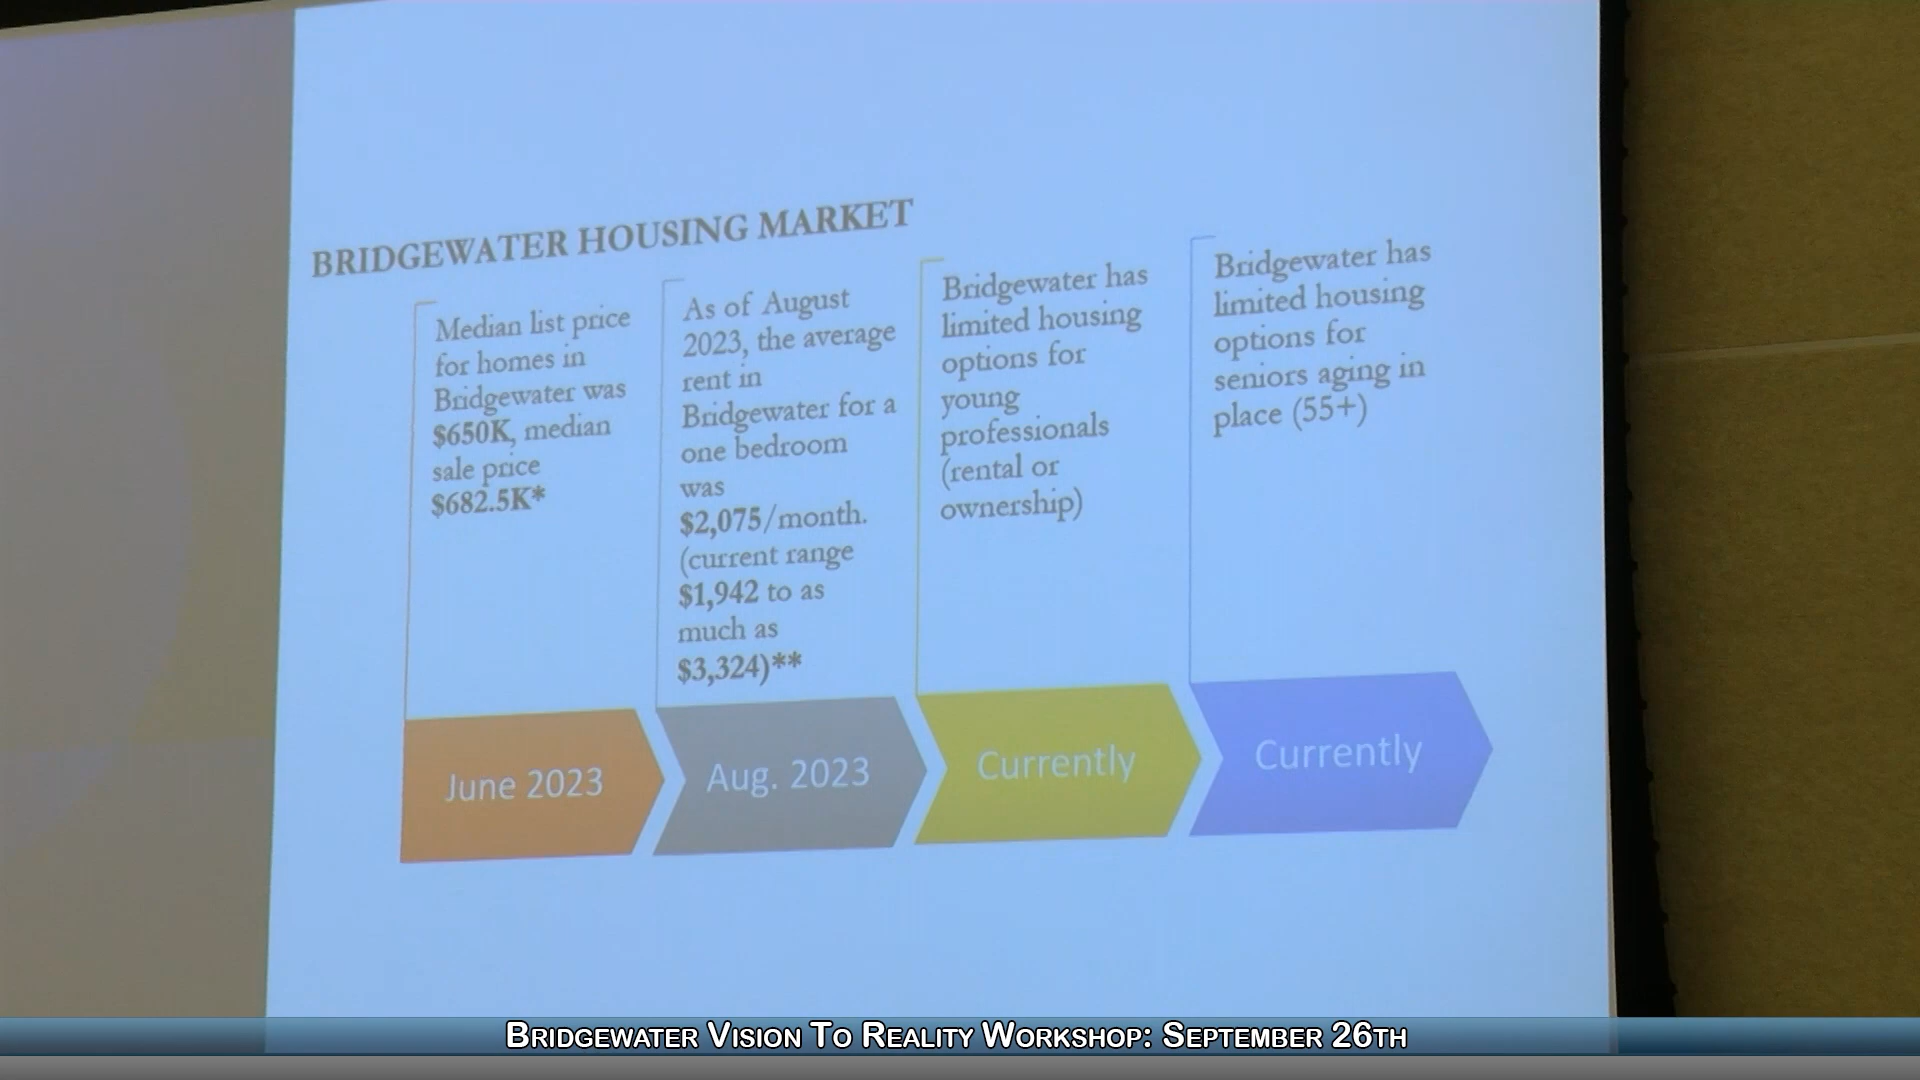 BRIDGEWATER HOUSING MARKET
Median list price
for homes in
Bridgewater was
$650K, median
sale price
$682.5K*
As of August
2023, the average
rent in
Bridgewater for a
one bedroom
was
$2,075/month.
(current range
$1,942 to as
much as
$3,324)**
Bridgewater has
limited housing
options for
young
professionals
(rental or
ownership)
Bridgewater has
limited housing
options for
seniors aging in
place (55+)
June 2023
Aug. 2023
Currently
Currently
BRIDGEWATER VISION TO REALITY WORKSHOP: SEPTEMBER 26TH